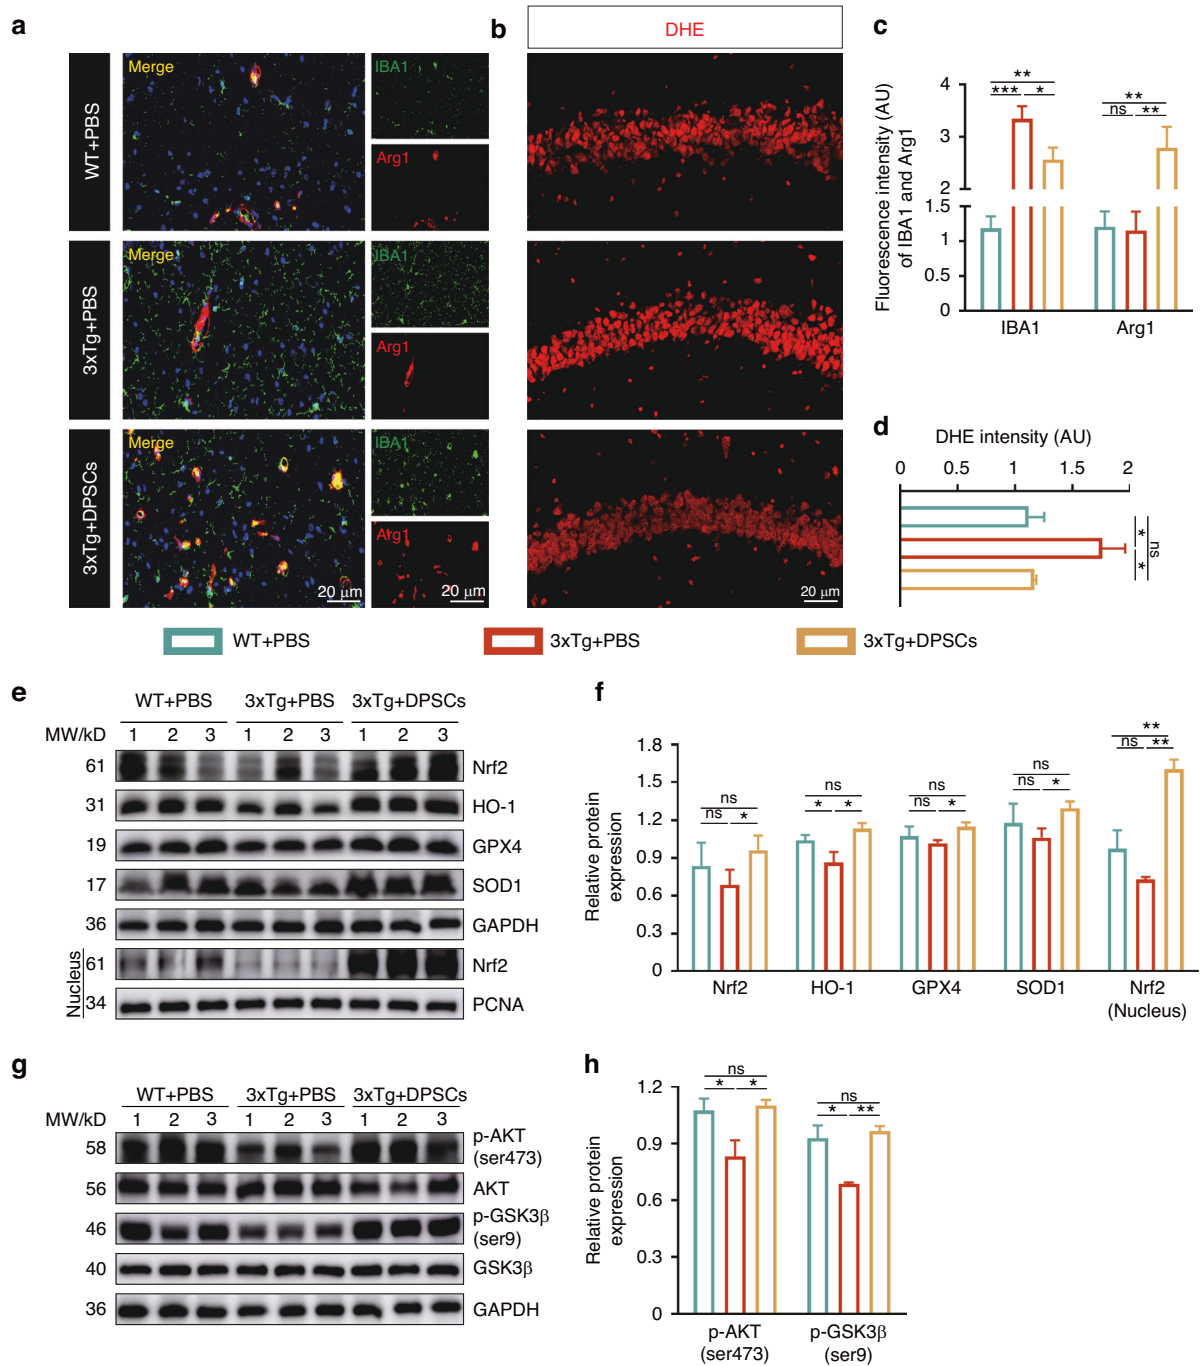 a
WT+PBS
Merge
IBA1
Arg1
3xTg+PBS
Merge
IBA1
Arg1
3xTg+DPSCs
Merge
20 μm
IBA1
Arg1
20 μm
b
DHE
20 μm
c
Fluorescence intensity (AU)
of IBA1 and Arg1
4
3
2
1.5
1
0.5
0
** 
*** *
**
ns **
IBA1 Arg1
d
DHE intensity (AU)
0 0.5 1 1.5 2
* ns
*
WT+PBS 3xTg+PBS 3xTg+DPSCs
e
WT+PBS 3xTg+PBS 3xTg+DPSCs
MW/kD 1 2 3 1 2 3 1 2 3
61 Nrf2
31 HO-1
19 GPX4
17 SOD1
36 GAPDH
Nucleus
61 Nrf2
34 PCNA
f
Relative protein
expression
1.8
1.5
1.2
0.9
0.6
0.3
0
ns
ns *
ns
* *
ns
ns *
ns
ns *
**
ns **
Nrf2 HO-1 GPX4 SOD1 Nrf2
(Nucleus)
g
WT+PBS 3xTg+PBS 3xTg+DPSCs
MW/kD 1 2 3 1 2 3 1 2 3
58 p-AKT
(ser473)
56 AKT
46 p-GSK3β
(ser9)
40 GSK3β
36 GAPDH
h
Relative protein
expression
1.2
0.9
0.6
0.3
0
ns
* *
ns
* **
p-AKT p-GSK3β
(ser473) (ser9)